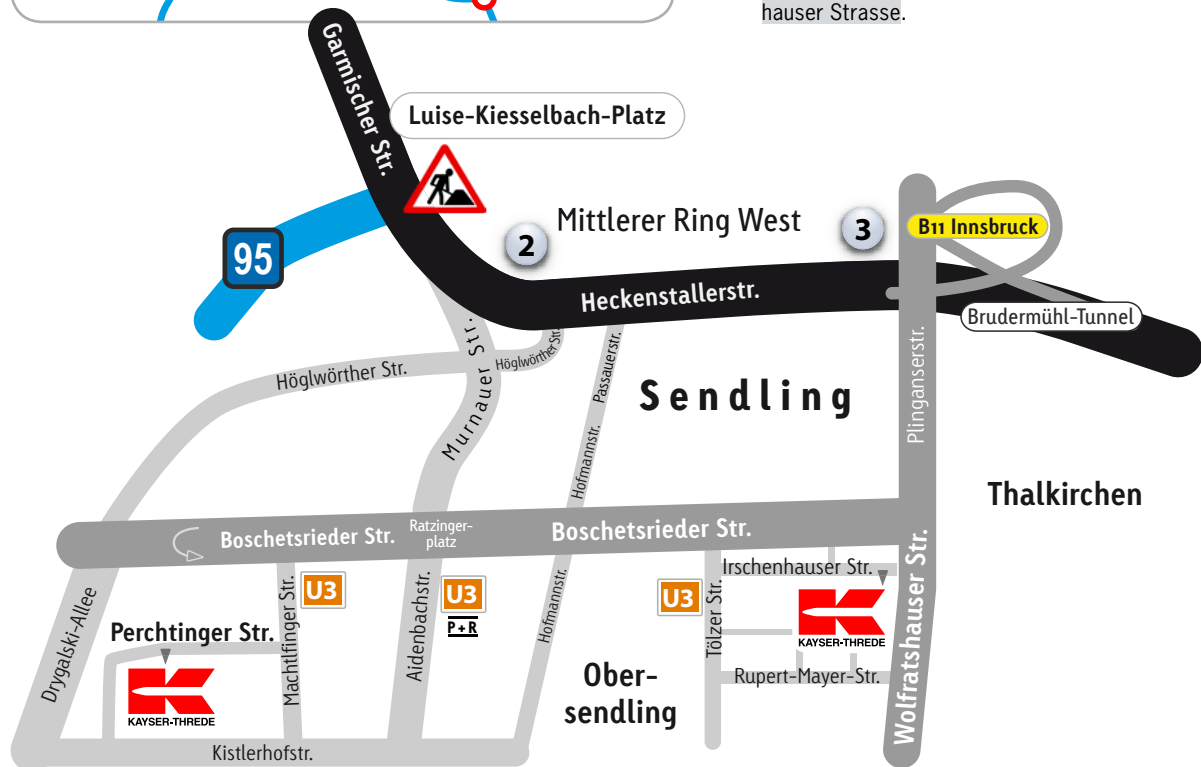 hauser Strasse.
Garmischer Str.
Luise-Kiesselbach-Platz
95
2
Mittlerer Ring West
3
B11 Innsbruck
Heckenstallerstr.
Brudermühl-Tunnel
Höglwörther Str.
Höglwörther Str.
Murnauer Str.
Passauerstr.
Hofmannstr.
Sendling
Plinganserstr.
Thalkirchen
Boschetsrieder Str.
Ratzinger-
platz
Boschetsrieder Str.
Drygalski-Allee
Perchtinger Str.
KAYSER-THREDE
Machtlfinger Str.
U3
Aidenbachstr.
U3
P+R
Hofmannstr.
Ober-
sendling
U3
Tölzer Str.
Irschenhauser Str.
KAYSER-THREDE
Rupert-Mayer-Str.
Wolfratshauser Str.
Kistlerhofstr.